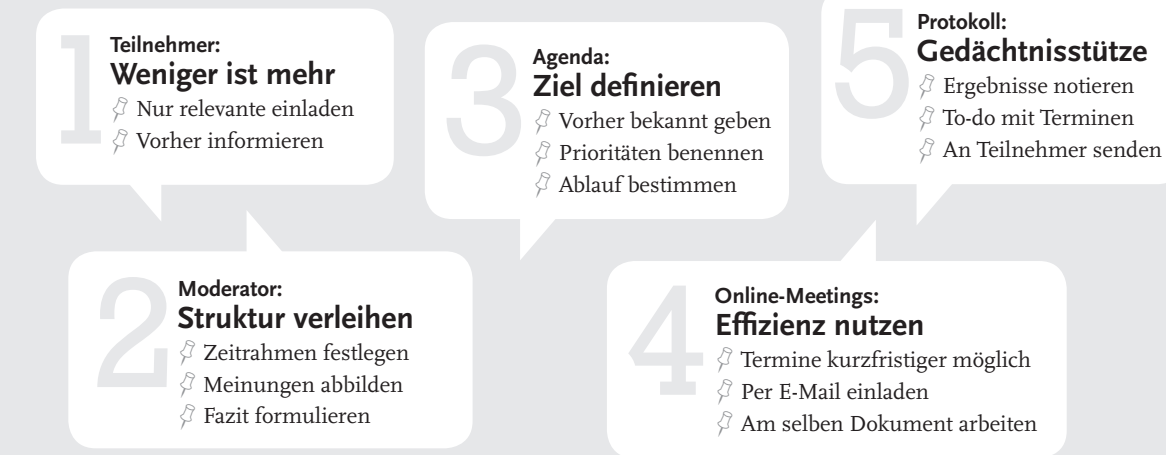 1
Teilnehmer:
Weniger ist mehr
Nur relevante einladen
Vorher informieren
2
Moderator:
Struktur verleihen
Zeitrahmen festlegen
Meinungen abbilden
Fazit formulieren
3
Agenda:
Ziel definieren
Vorher bekannt geben
Prioritäten benennen
Ablauf bestimmen
4
Online-Meetings:
Effizienz nutzen
Termine kurzfristiger möglich
Per E-Mail einladen
Am selben Dokument arbeiten
5
Protokoll:
Gedächtnisstütze
Ergebnisse notieren
To-do mit Terminen
An Teilnehmer senden